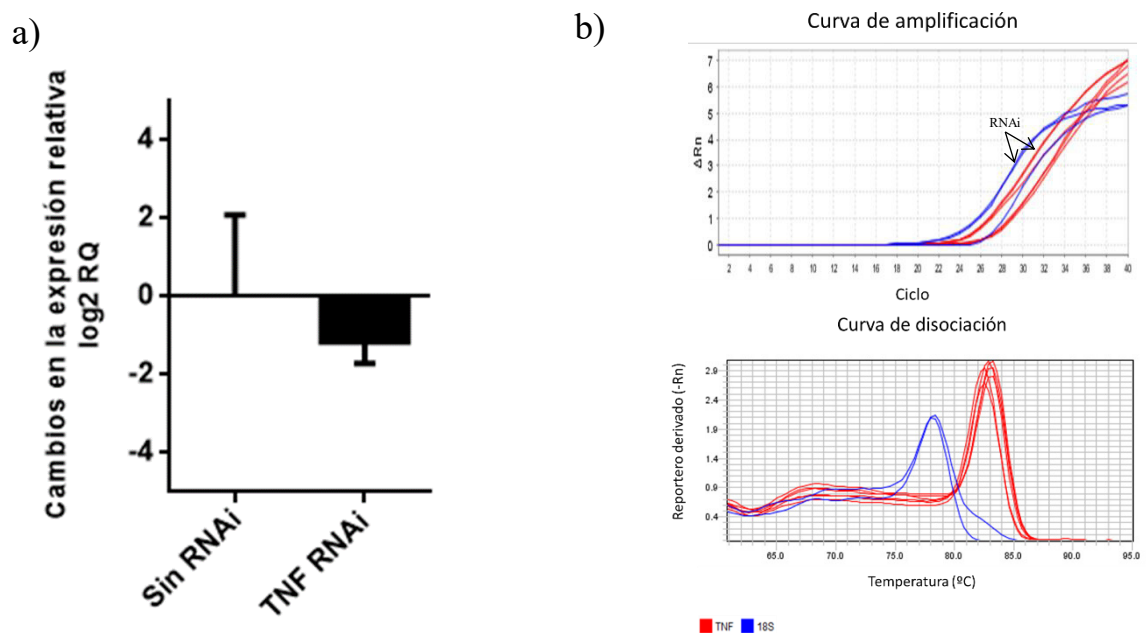 a)
Cambios en la expresión relativa
log2 RQ
4
2
0
-2
-4
Sin RNAi
TNF RNAi
b)
Curva de amplificación
ΔRn
7
6
5
4
3
2
1
0
RNAi
2 4 6 8 10 12 14 16 18 20 22 24 26 28 30 32 34 36 38 40
Ciclo
Curva de disociación
Reportero derivado (-Rn)
2.9
2.4
1.9
1.4
0.9
0.4
65.0 70.0 75.0 80.0 85.0 90.0 95.0
Temperatura (ºC)
TNF 18S